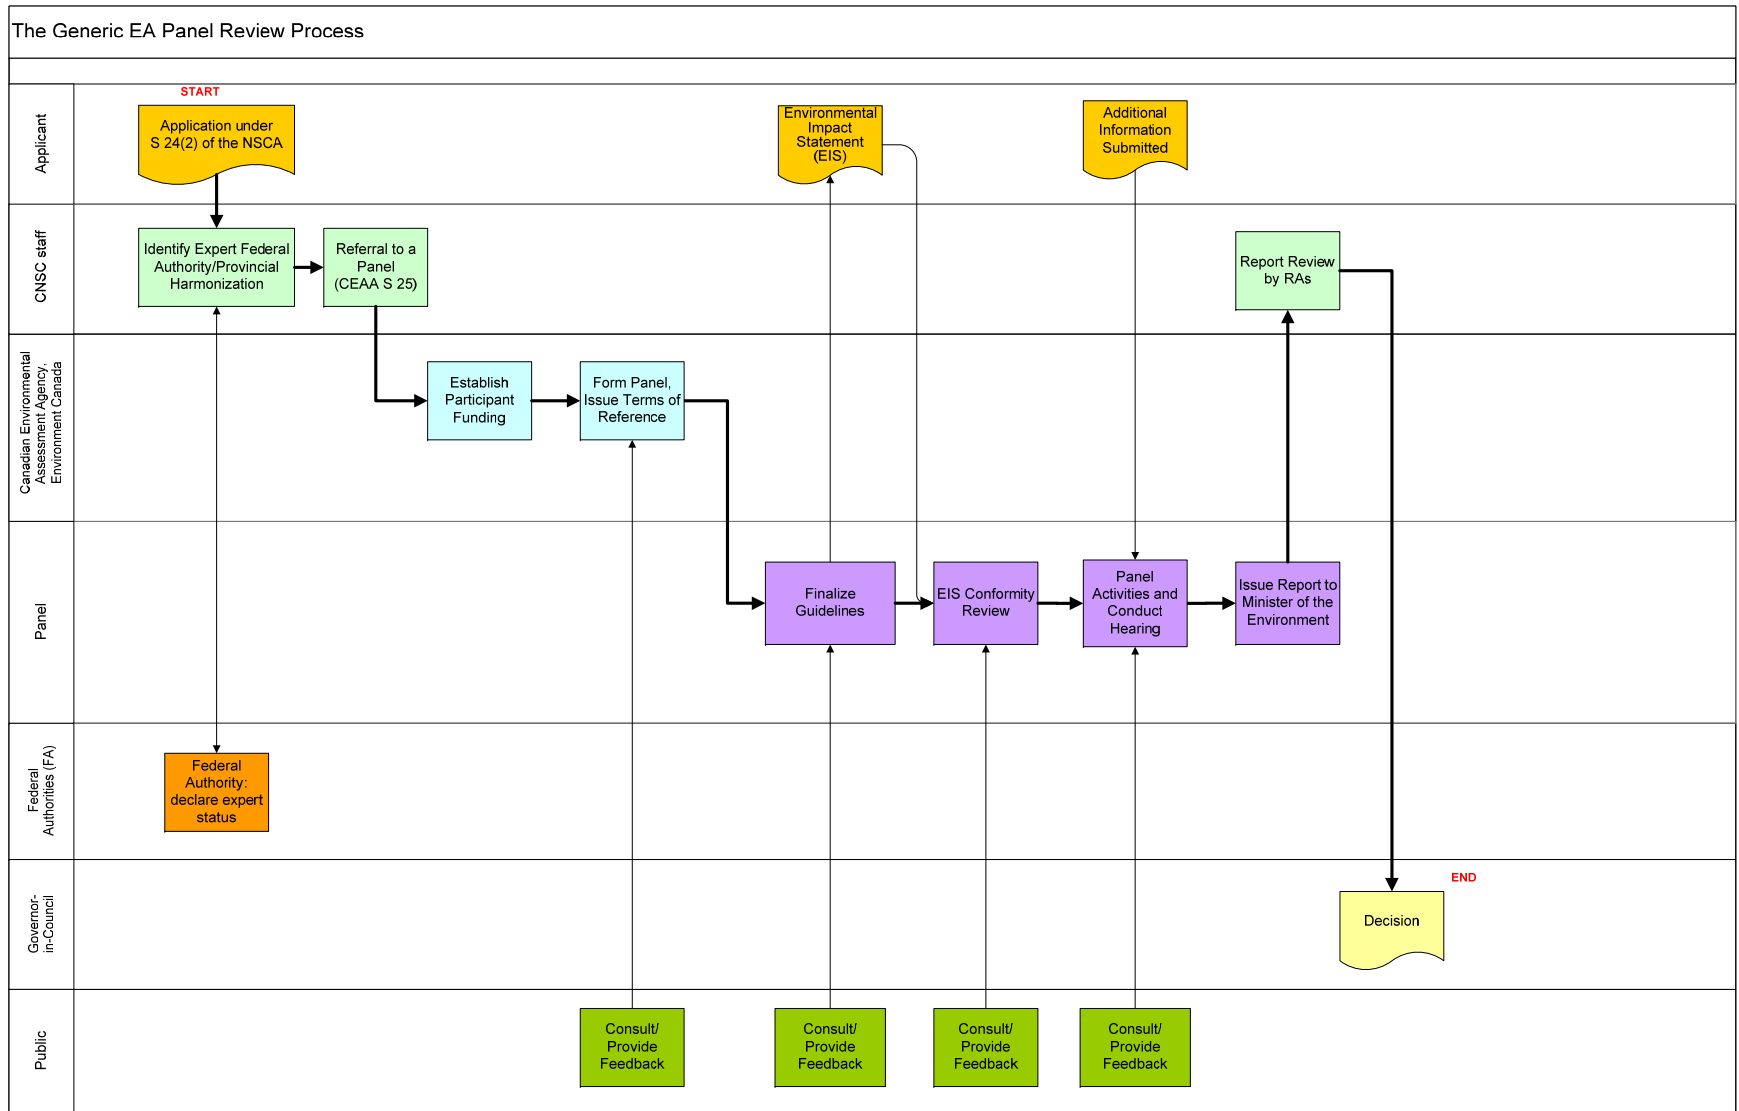 The Generic EA Panel Review Process
START
Applicant
Application under
S 24(2) of the NSCA
Environmental
Impact
Statement
(EIS)
Additional
Information
Submitted
CNSC staff
Identify Expert Federal
Authority/Provincial
Harmonization
Referral to a
Panel
(CEAA S 25)
Report Review
by RAs
Canadian Environmental
Assessment Agency,
Environment Canada
Establish
Participant
Funding
Form Panel,
Issue Terms of
Reference
Panel
Finalize
Guidelines
EIS Conformity
Review
Panel
Activities and
Conduct
Hearing
Issue Report to
Minister of the
Environment
Federal
Authorities (FA)
Federal
Authority:
declare expert
status
Governor-
in-Council
END
Decision
Public
Consult/
Provide
Feedback
Consult/
Provide
Feedback
Consult/
Provide
Feedback
Consult/
Provide
Feedback